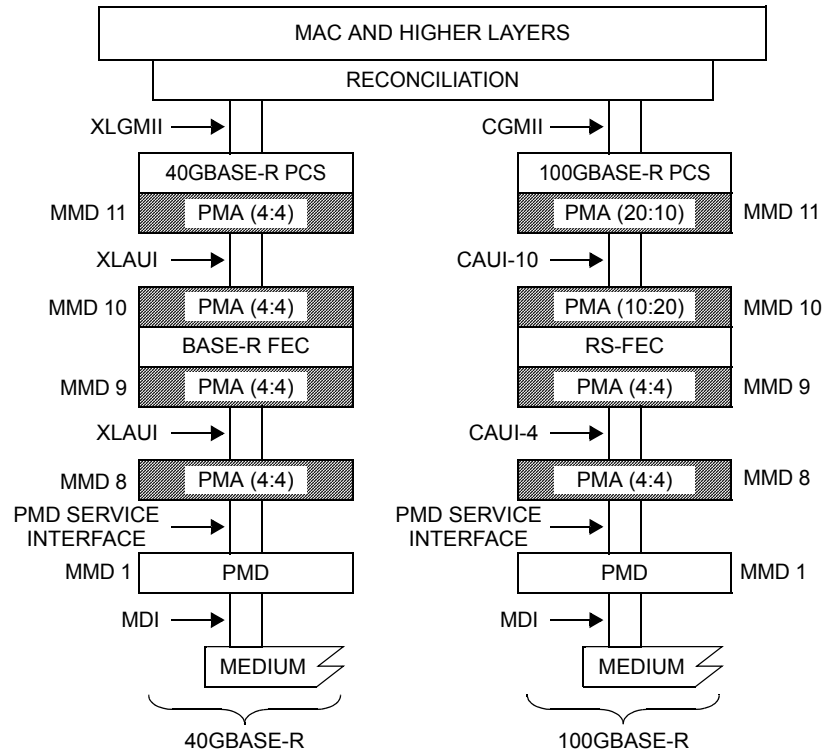 MAC AND HIGHER LAYERS
RECONCILIATION
XLGMII
CGMII
40GBASE-R PCS
100GBASE-R PCS
MMD 11
PMA (4:4)
PMA (20:10)
MMD 11
XLAUI
CAUI-10
MMD 10
PMA (4:4)
PMA (10:20)
MMD 10
BASE-R FEC
RS-FEC
MMD 9
PMA (4:4)
PMA (4:4)
MMD 9
XLAUI
CAUI-4
MMD 8
PMA (4:4)
PMA (4:4)
MMD 8
PMD SERVICE
INTERFACE
PMD SERVICE
INTERFACE
MMD 1
PMD
PMD
MMD 1
MDI
MDI
MEDIUM
MEDIUM
40GBASE-R
100GBASE-R